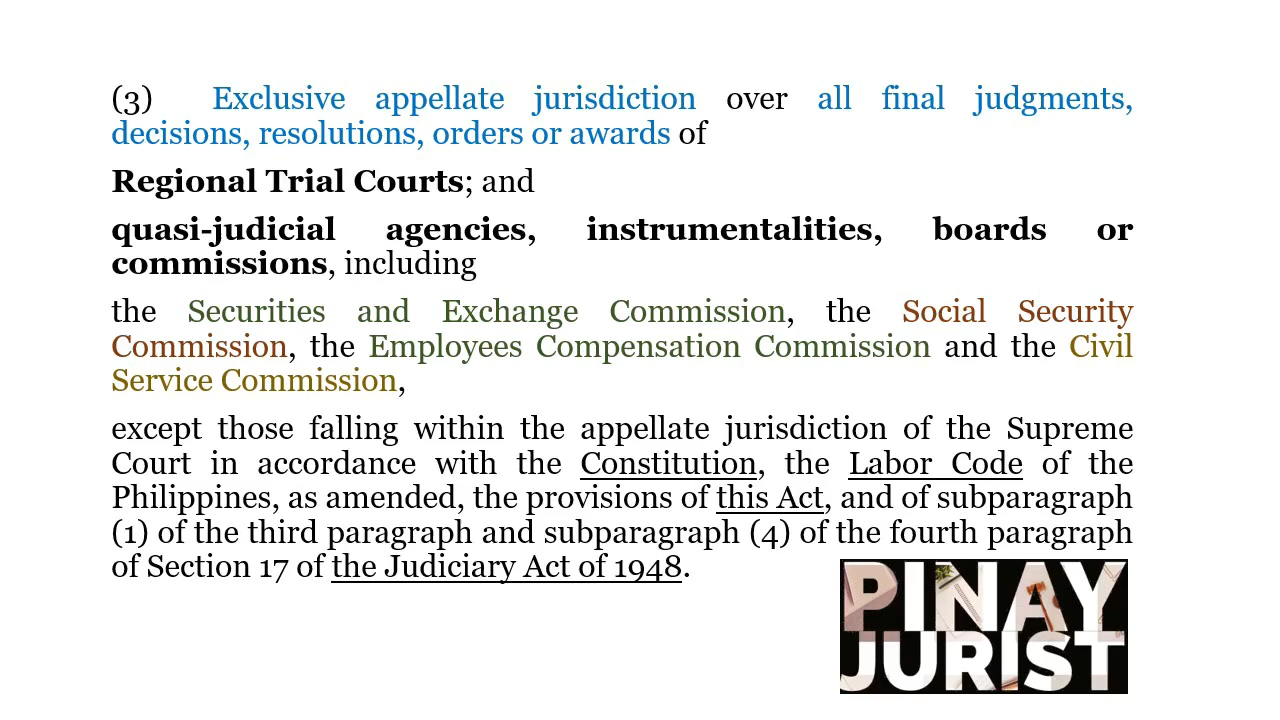 (3) Exclusive appellate jurisdiction over all final judgments,
decisions, resolutions, orders or awards of
Regional Trial Courts; and
quasi-judicial agencies, instrumentalities, boards or
commissions, including
the Securities and Exchange Commission, the Social Security
Commission, the Employees Compensation Commission and the Civil
Service Commission,
except those falling within the appellate jurisdiction of the Supreme
Court in accordance with the Constitution, the Labor Code of the
Philippines, as amended, the provisions of this Act, and of subparagraph
(1) of the third paragraph and subparagraph (4) of the fourth paragraph
of Section 17 of the Judiciary Act of 1948.
PINAY
JURIST